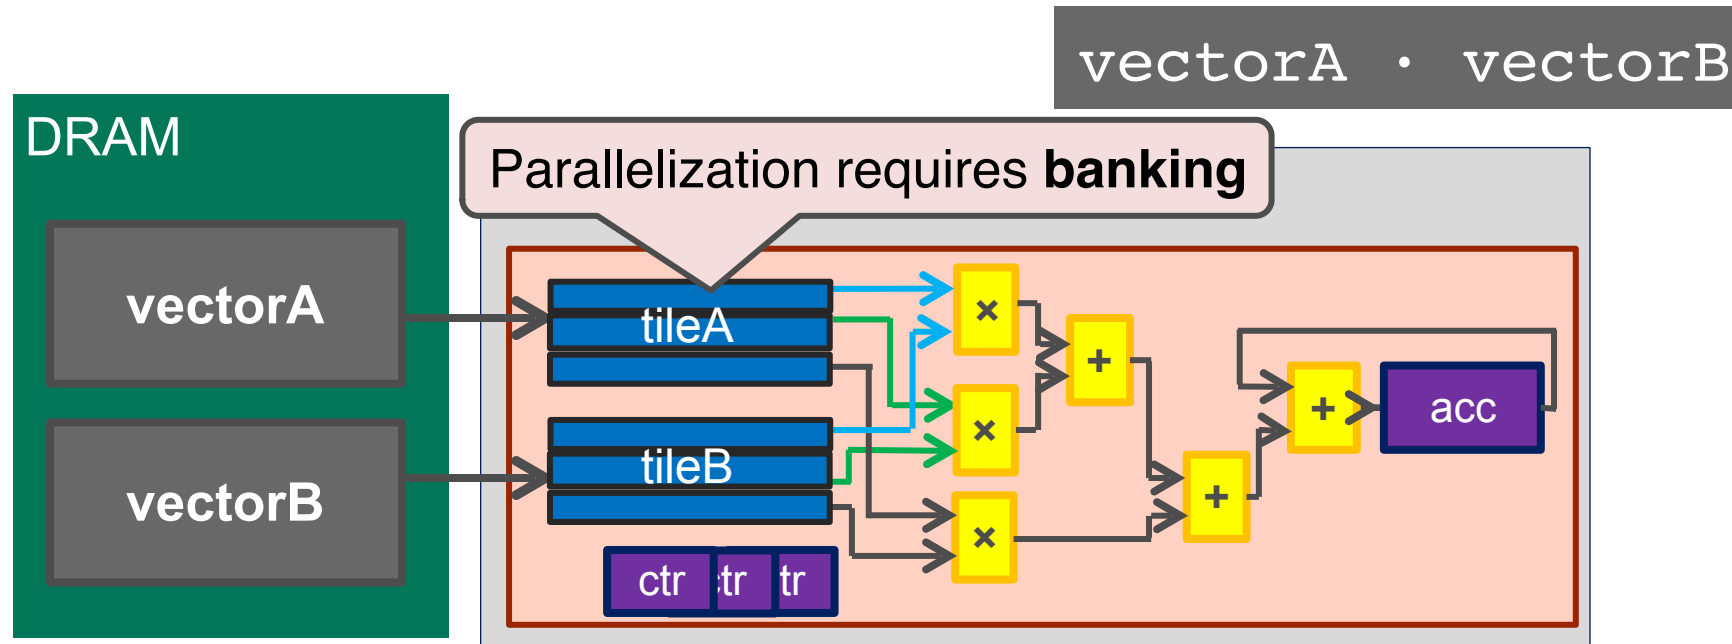 vectorA · vectorB
DRAM
Parallelization requires banking
vectorA
tileA
×
+
×
+
acc
vectorB
tileB
+
×
ctr
tr
tr